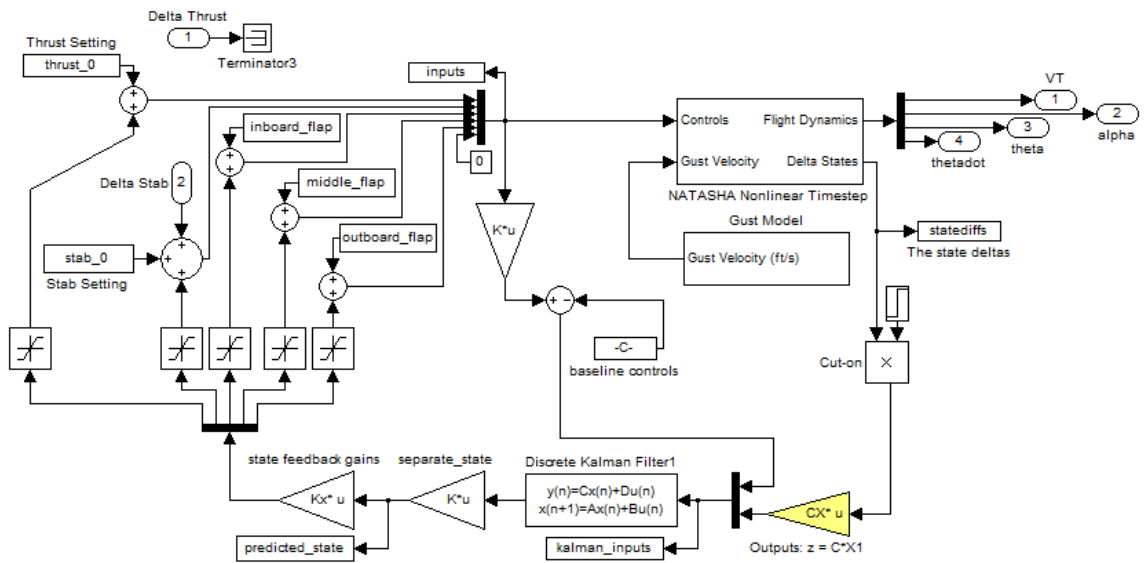 Delta Thrust
1
Terminator3
Thrust Setting
thrust_0
+
+
inputs
VT
1
2
alpha
3
theta
4
thetadot
Controls
Flight Dynamics
Gust Velocity
Delta States
NATASHA Nonlinear Timestep
inboard_flap
+
+
0
Delta Stab
2
middle_flap
+
+
K*u
Gust Model
Gust Velocity (ft/s)
statediffs
The state deltas
stab_0
Stab Setting
+
+
+
outboard_flap
+
+
+ −
-C-
baseline controls
Cut-on
×
state feedback gains
separate_state
Discrete Kalman Filter1
Kx* u
K*u
y(n)=Cx(n)+Du(n)
x(n+1)=Ax(n)+Bu(n)
CX* u
predicted_state
kalman_inputs
Outputs: z = C*X1